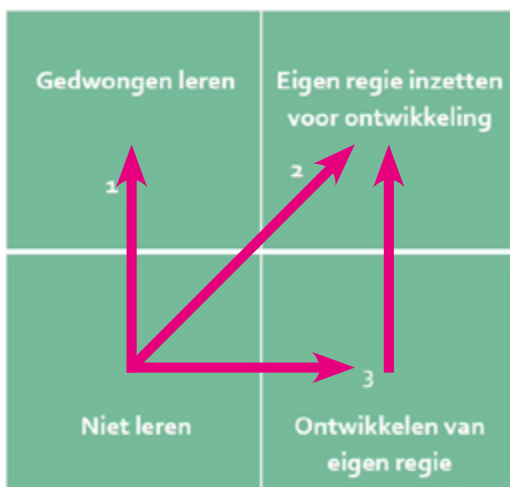 Gedwongen leren
Eigen regie inzetten
voor ontwikkeling
1
2
3
Niet leren
Ontwikkelen van
eigen regie